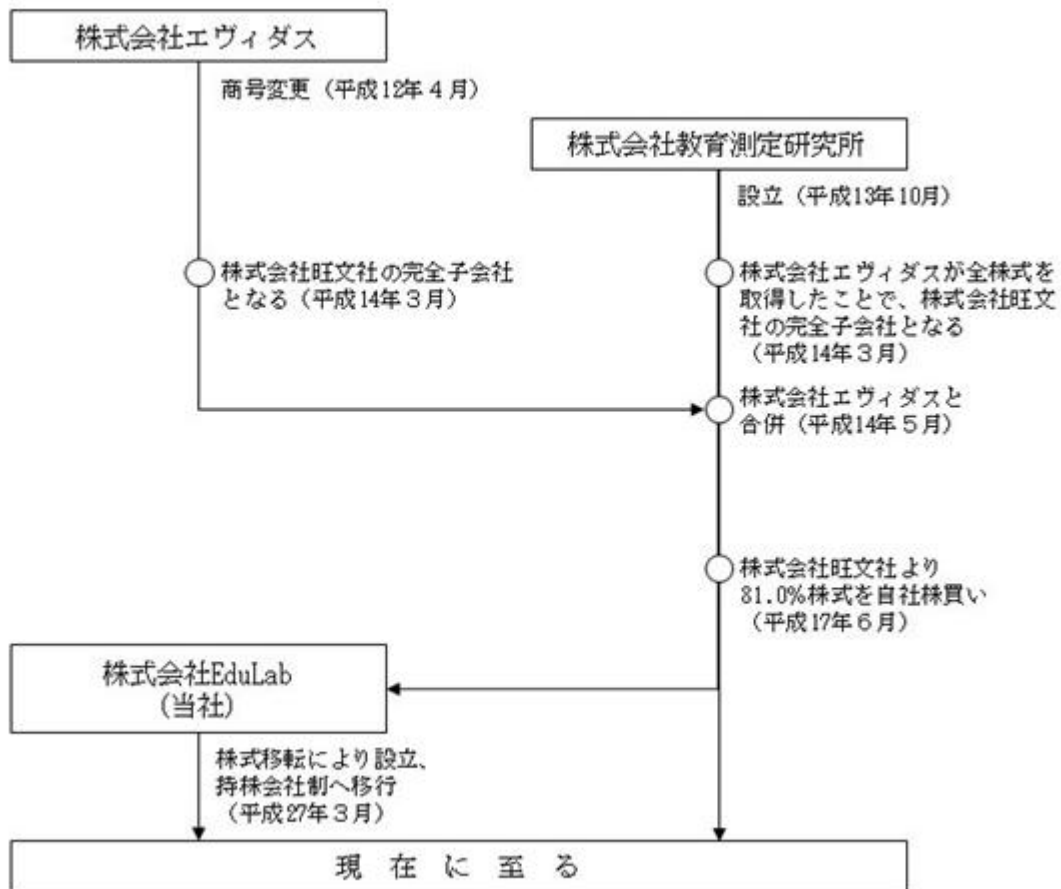 株式会社エヴィダス
商号変更（平成12年４月）
株式会社教育測定研究所
設立（平成13年10月）
株式会社旺文社の完全子会社
となる（平成14年３月）
株式会社エヴィダスが全株式を
取得したことで、株式会社旺文
社の完全子会社となる
（平成14年３月）
株式会社エヴィダスと
合併（平成14年５月）
株式会社旺文社より
81.0%株式を自社株買い
（平成17年６月）
株式会社EduLab
(当社)
株式移転により設立、
持株会社制へ移行
（平成27年３月）
現在に至る